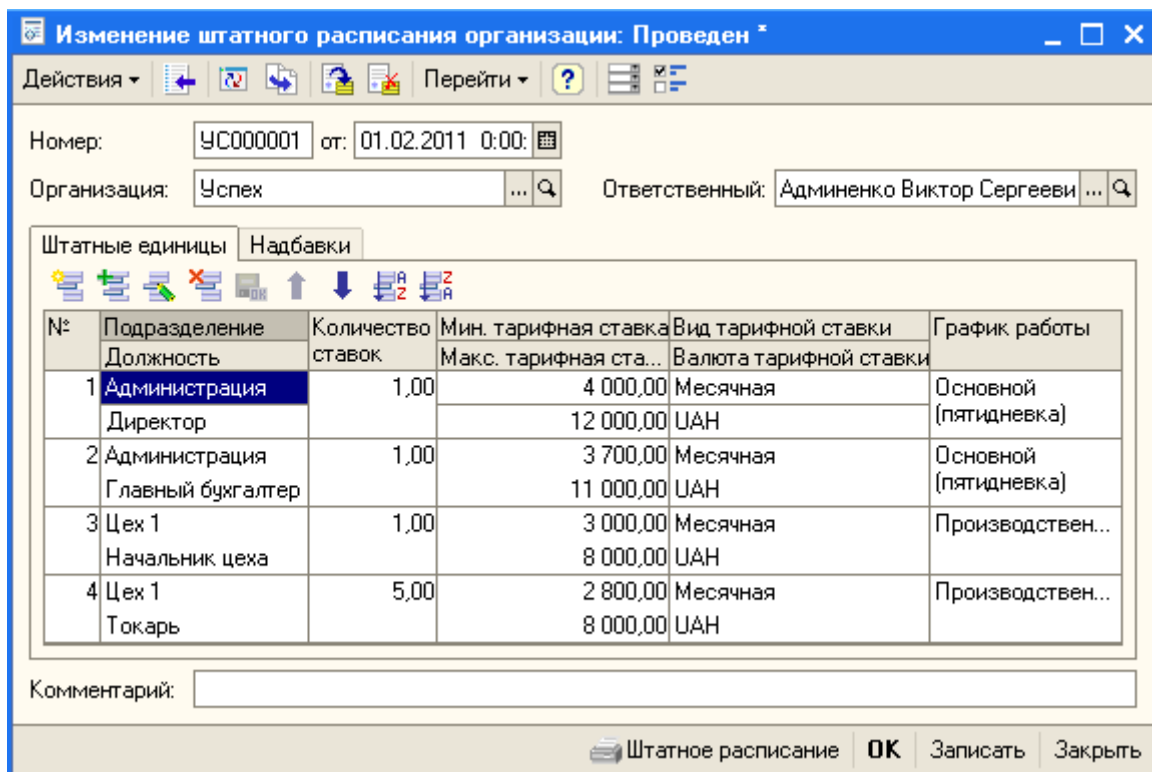 Изменение штатного расписания организации: Проведен *
Действия Перейти ?
Номер: УС000001 от: 01.02.2011 0:00:
Организация: Успех ... Ответственный: Админенко Виктор Сергееви ...
Штатные единицы Надбавки
№ Подразделение Количество ставок Мин. тарифная ставка Вид тарифной ставки График работы
Должность Макс. тарифная ста... Валюта тарифной ставки
1 Администрация 1,00 4 000,00 Месячная Основной
Директор 12 000,00 UAH (пятидневка)
2 Администрация 1,00 3 700,00 Месячная Основной
Главный бухгалтер 11 000,00 UAH (пятидневка)
3 Цех 1 1,00 3 000,00 Месячная Производствен...
Начальник цеха 8 000,00 UAH
4 Цех 1 5,00 2 800,00 Месячная Производствен...
Токарь 8 000,00 UAH
Комментарий:
Штатное расписание OK Записать Закрыть